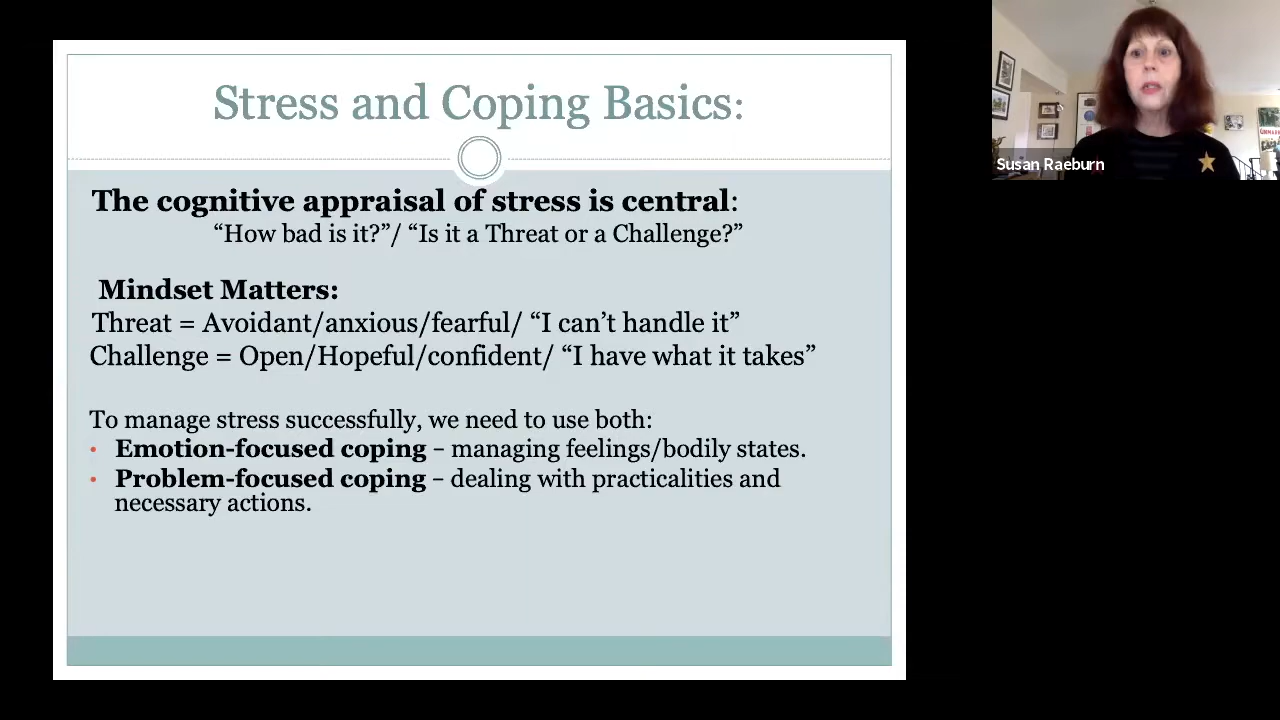 Stress and Coping Basics:
The cognitive appraisal of stress is central:
“How bad is it?”/ “Is it a Threat or a Challenge?”
Mindset Matters:
Threat = Avoidant/anxious/fearful/ “I can’t handle it”
Challenge = Open/Hopeful/confident/ “I have what it takes”
To manage stress successfully, we need to use both:
• Emotion-focused coping – managing feelings/bodily states.
• Problem-focused coping – dealing with practicalities and
necessary actions.
Susan Raeburn